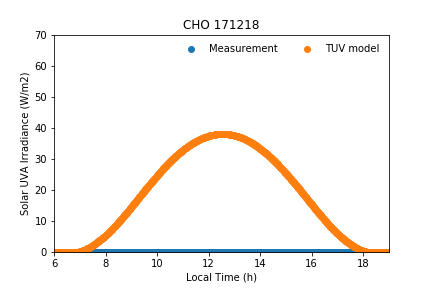 CHO 171218
Measurement TUV model
Solar UVA Irradiance (W/m2)
70
60
50
40
30
20
10
0
6 8 10 12 14 16 18
Local Time (h)